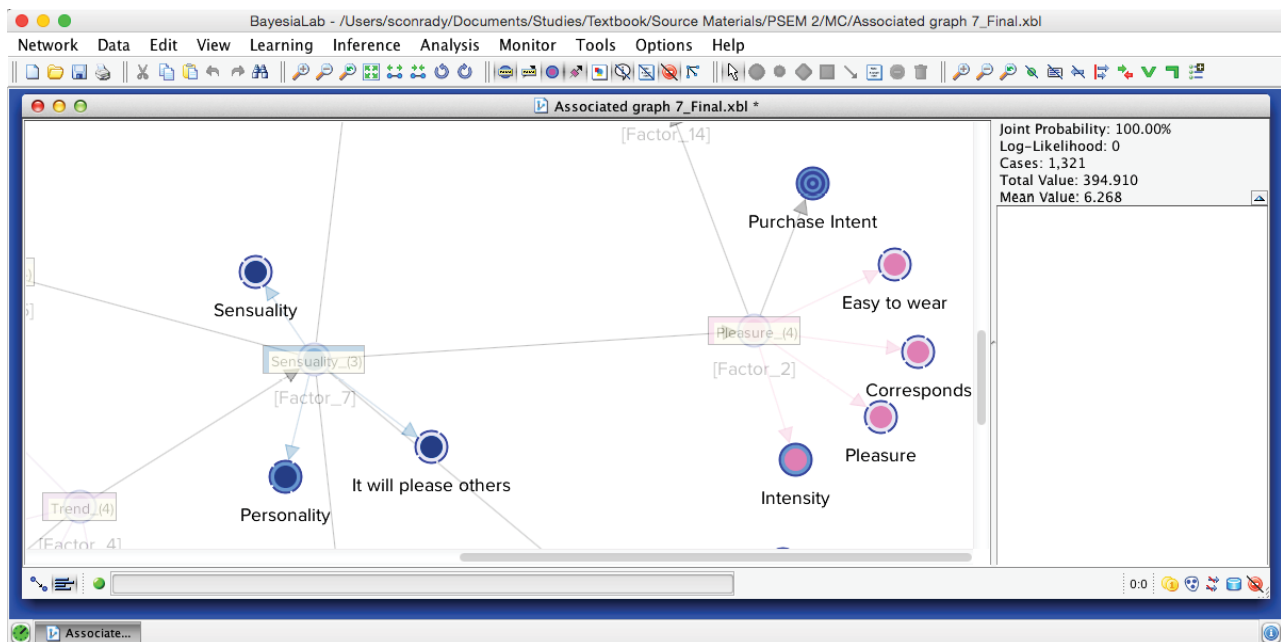 BayesiaLab - /Users/sconrady/Documents/Studies/Textbook/Source Materials/PSEM 2/MC/Associated graph 7_Final.xbl
Network Data Edit View Learning Inference Analysis Monitor Tools Options Help
Associated graph 7_Final.xbl *
[Factor_14]
Joint Probability: 100.00%
Log-Likelihood: 0
Cases: 1,321
Total Value: 394.910
Mean Value: 6.268
Purchase Intent
Sensuality
Easy to wear
Pleasure_(4)
Sensuality_(3)
[Factor_2]
Corresponds
[Factor_7]
Pleasure
It will please others
Intensity
Personality
Trend_(4)
[Factor_4]
0:0
Associate...